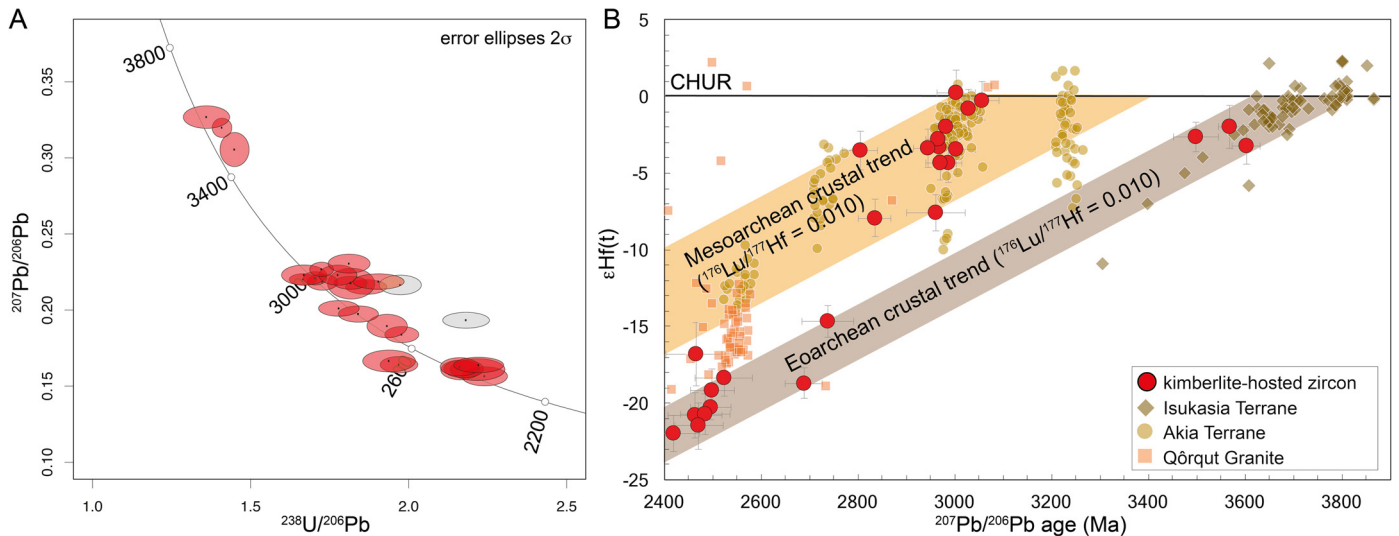 A
error ellipses 2σ
²⁰⁷Pb/²⁰⁶Pb
0.35
0.30
0.25
0.20
0.15
0.10
3800
3400
3000
2600
2200
1.0
1.5
2.0
2.5
²³⁸U/²⁰⁶Pb
B
CHUR
εHf(t)
5
0
-5
-10
-15
-20
-25
Mesoarchean crustal trend
(¹⁷⁶Lu/¹⁷⁷Hf = 0.010)
Eoarchean crustal trend (¹⁷⁶Lu/¹⁷⁷Hf = 0.010)
kimberlite-hosted zircon
Isukasia Terrane
Akia Terrane
Qôrqut Granite
2400
2600
2800
3000
3200
3400
3600
3800
²⁰⁷Pb/²⁰⁶Pb age (Ma)